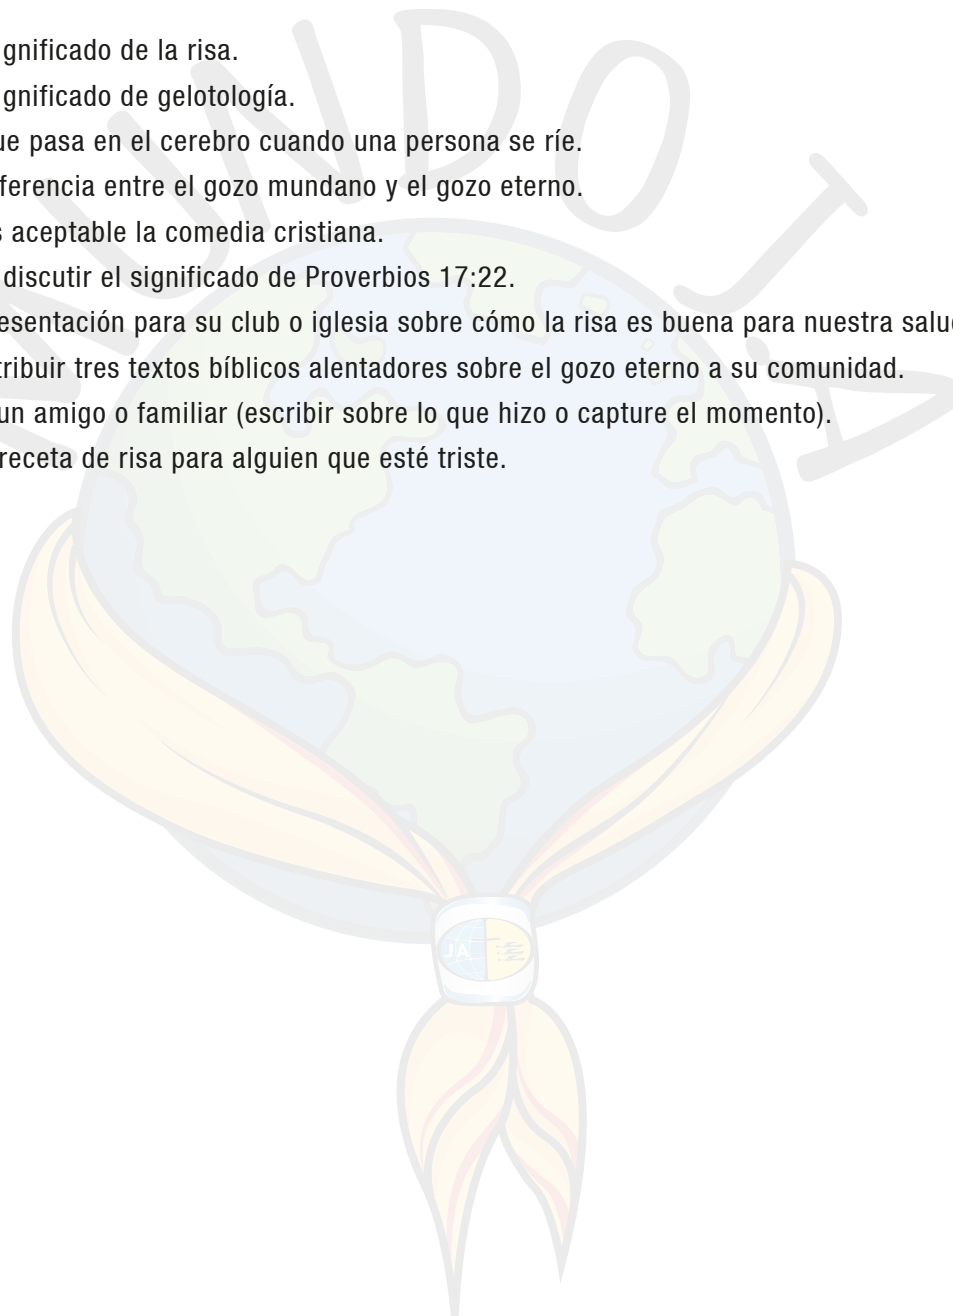 gnificado de la risa.
gnificado de gelotología.
ue pasa en el cerebro cuando una persona se ríe.
ferencia entre el gozo mundano y el gozo eterno.
s aceptable la comedia cristiana.
discutir el significado de Proverbios 17:22.
esentación para su club o iglesia sobre cómo la risa es buena para nuestra salu
tribuir tres textos bíblicos alentadores sobre el gozo eterno a su comunidad.
un amigo o familiar (escribir sobre lo que hizo o capture el momento).
receta de risa para alguien que esté triste.
MUNDO JA
JA